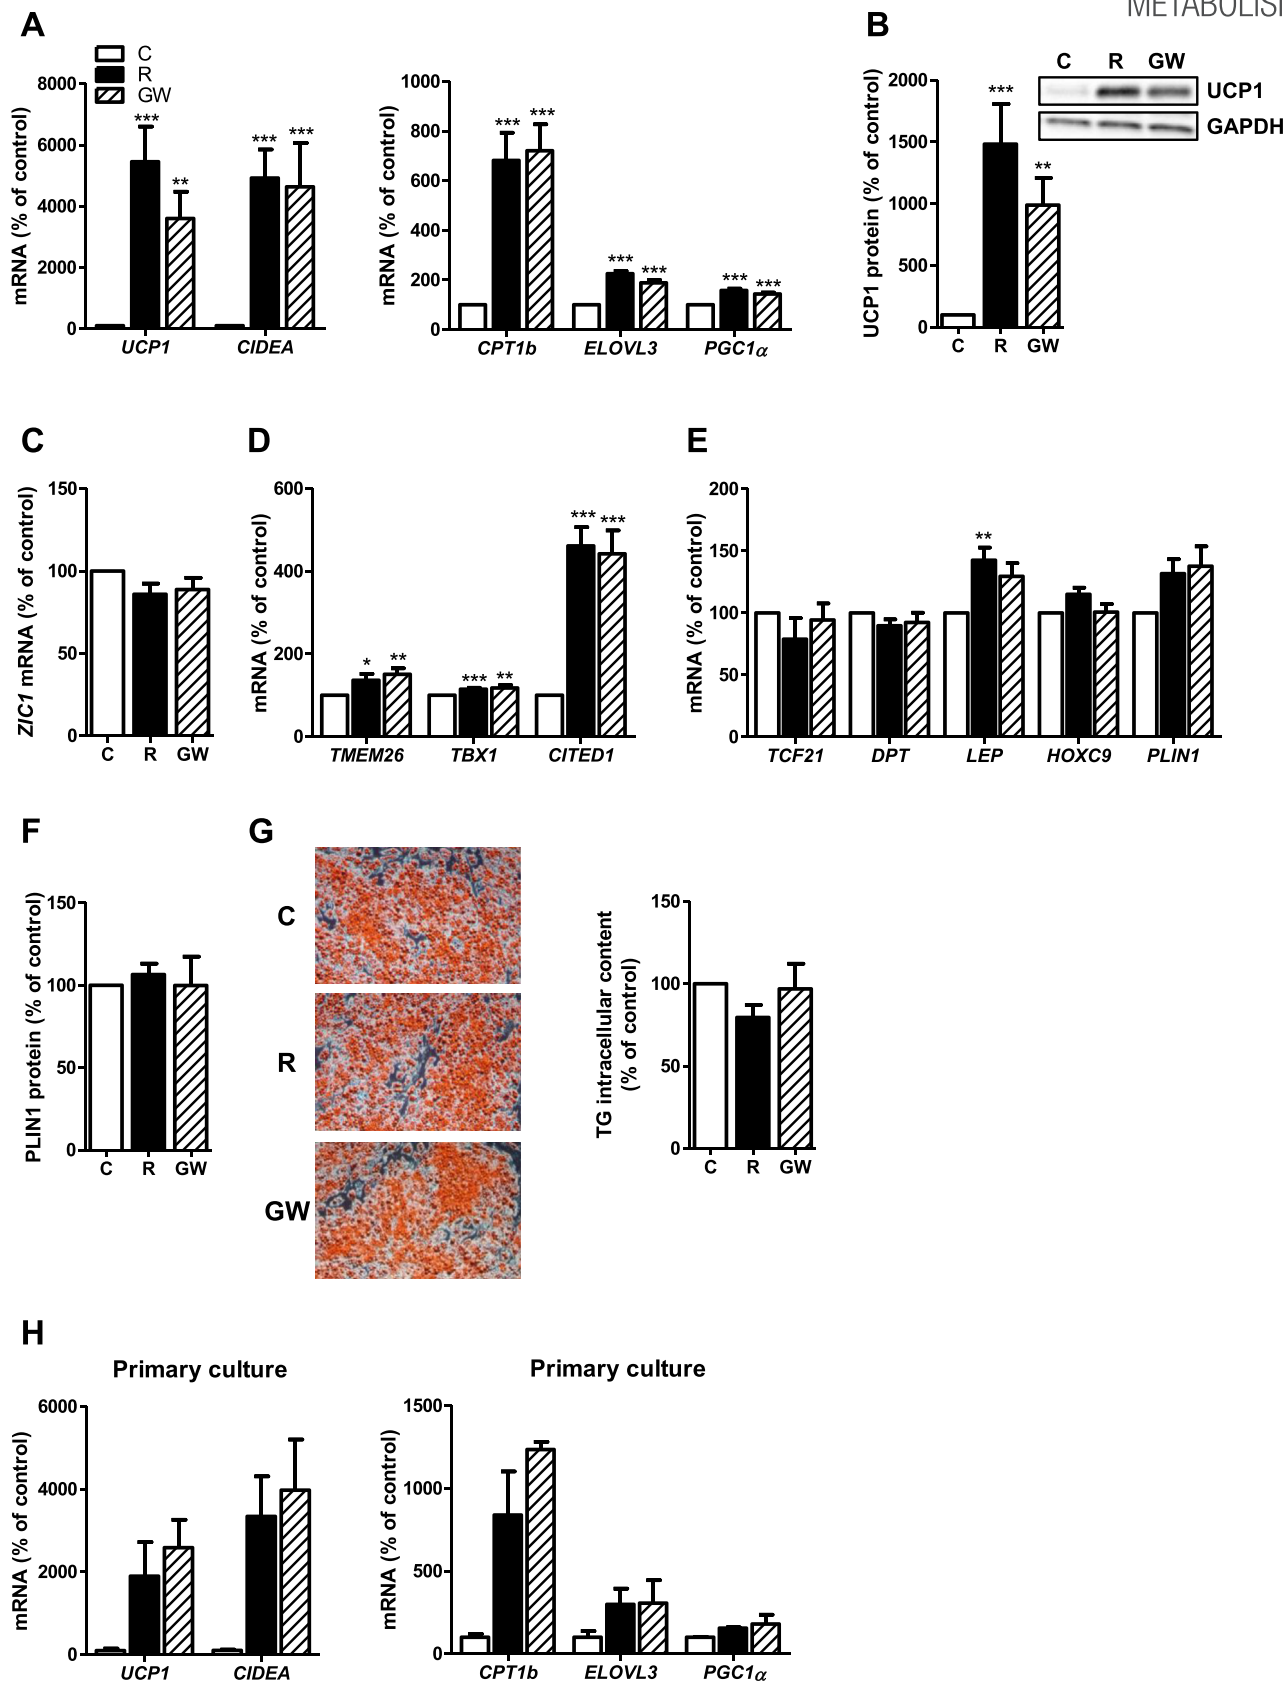 METABOLIS
A
B
C
R
GW
8000
6000
4000
2000
0
mRNA (% of control)
***
**
***
***
UCP1 CIDEA
1000
800
600
400
200
0
mRNA (% of control)
***
***
***
***
***
***
CPT1b ELOVL3 PGC1α
2000
1500
1000
500
0
UCP1 protein (% of control)
***
**
C R GW
C R GW
UCP1
GAPDH
C
150
100
50
0
ZIC1 mRNA (% of control)
C R GW
D
600
400
200
0
mRNA (% of control)
*
**
***
**
***
***
TMEM26 TBX1 CITED1
E
200
150
100
50
0
mRNA (% of control)
**
TCF21 DPT LEP HOXC9 PLIN1
F
150
100
50
0
PLIN1 protein (% of control)
C R GW
G
C
R
GW
150
100
50
0
TG intracellular content
(% of control)
C R GW
H
Primary culture
6000
4000
2000
0
mRNA (% of control)
UCP1 CIDEA
Primary culture
1500
1000
500
0
mRNA (% of control)
CPT1b ELOVL3 PGC1α